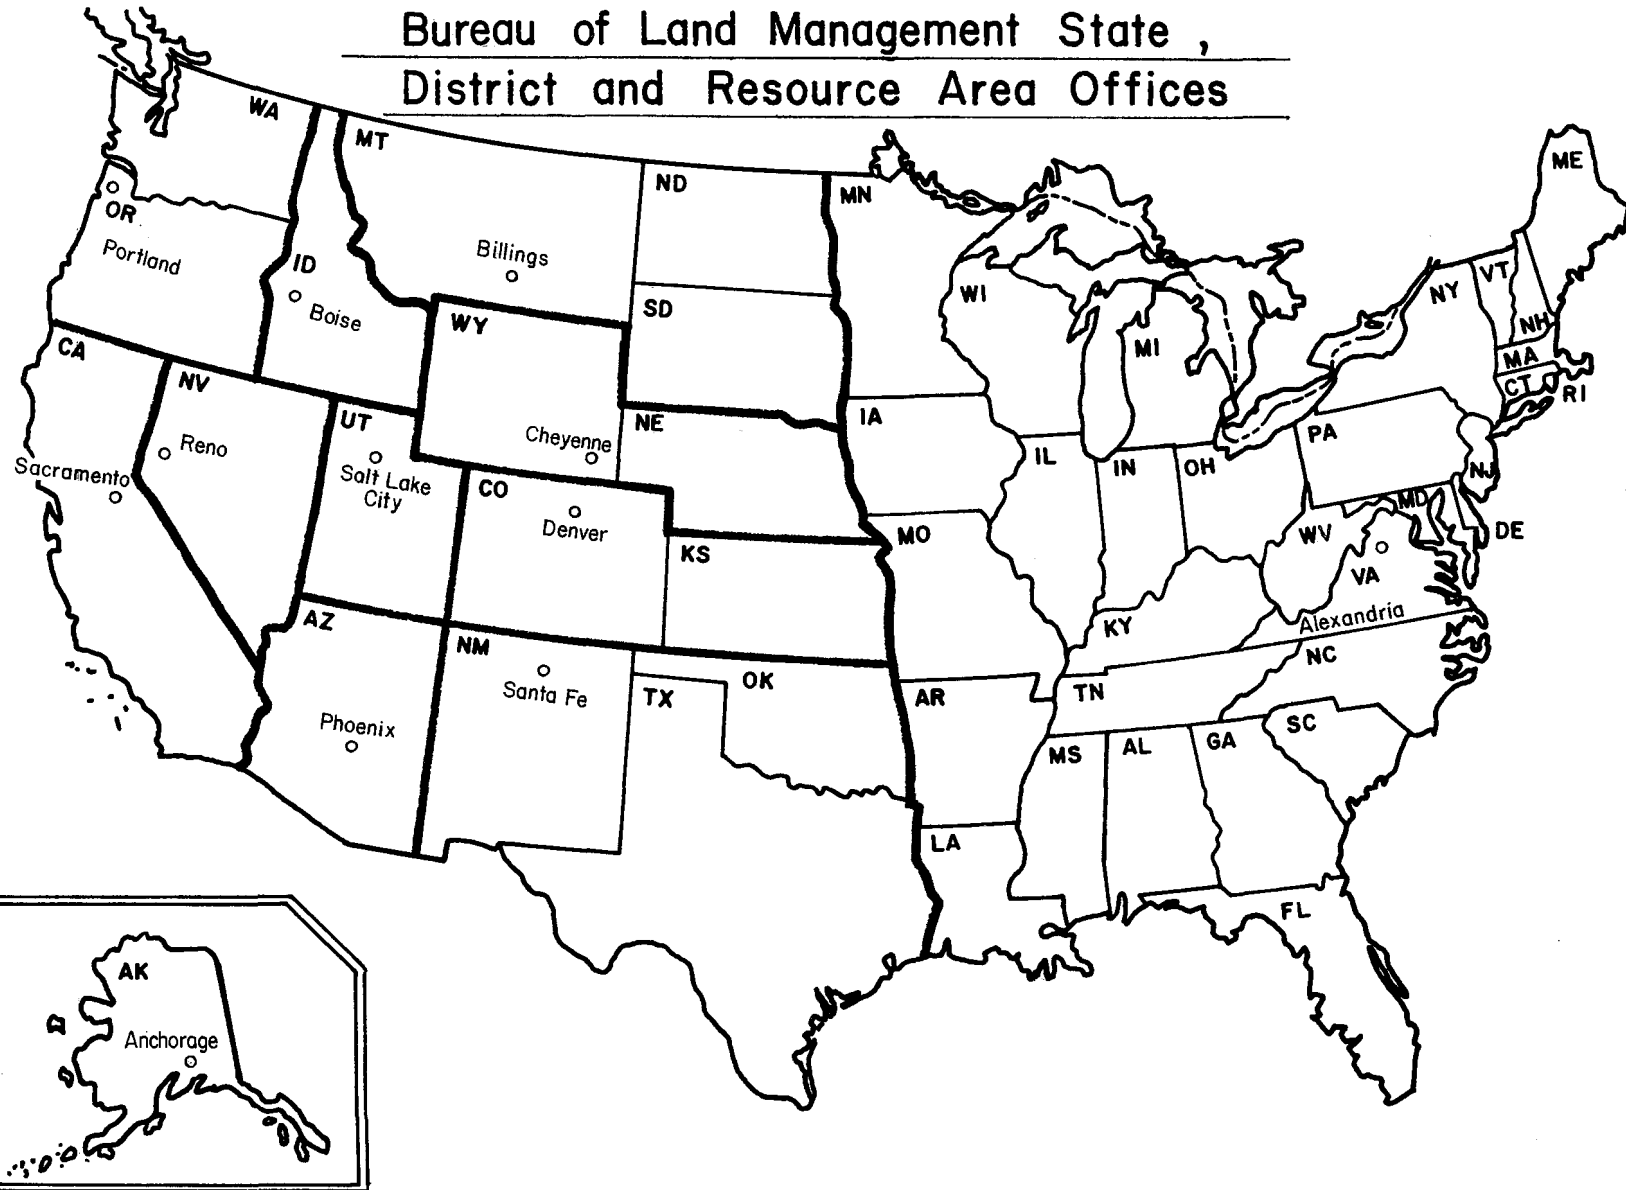 Bureau of Land Management State ,
District and Resource Area Offices
WA
MT
ND
MN
ME
OR
Portland
ID
Boise
Billings
SD
WI
MI
NY
VT
NH
MA
CT
RI
CA
NV
WY
UT
Reno
Sacramento
Salt Lake
City
Cheyenne
NE
IA
IL
IN
OH
PA
NJ
MD
DE
CO
Denver
KS
MO
WV
VA
Alexandria
KY
AZ
NM
Santa Fe
Phoenix
TX
OK
AR
TN
NC
SC
MS
AL
GA
LA
FL
AK
Anchorage